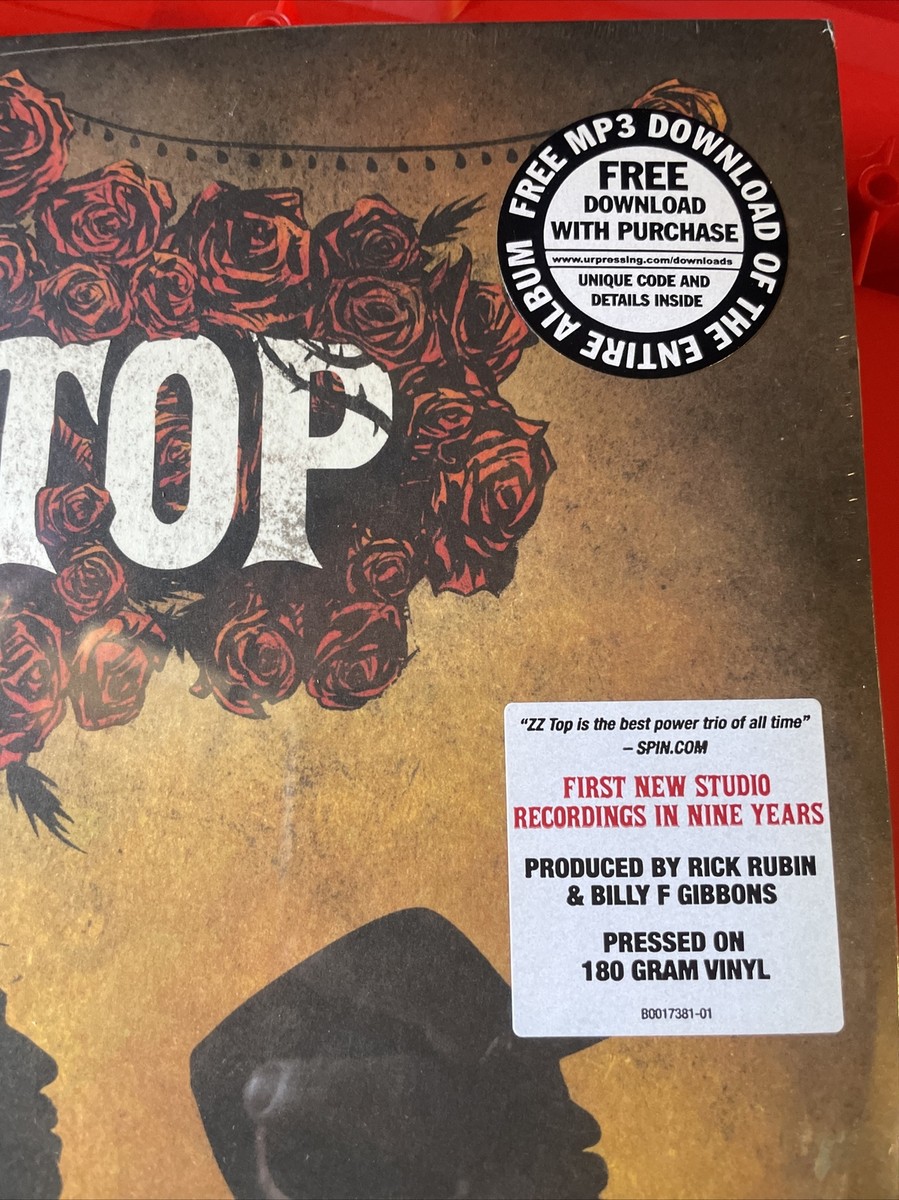 TOP
FREE MP3 DOWNLOAD OF THE ENTIRE ALBUM
FREE
DOWNLOAD
WITH PURCHASE
www.urpressing.com/downloads
UNIQUE CODE AND
DETAILS INSIDE
“ZZ Top is the best power trio of all time”
– SPIN.COM
FIRST NEW STUDIO
RECORDINGS IN NINE YEARS
PRODUCED BY RICK RUBIN
& BILLY F GIBBONS
PRESSED ON
180 GRAM VINYL
B0017381-01